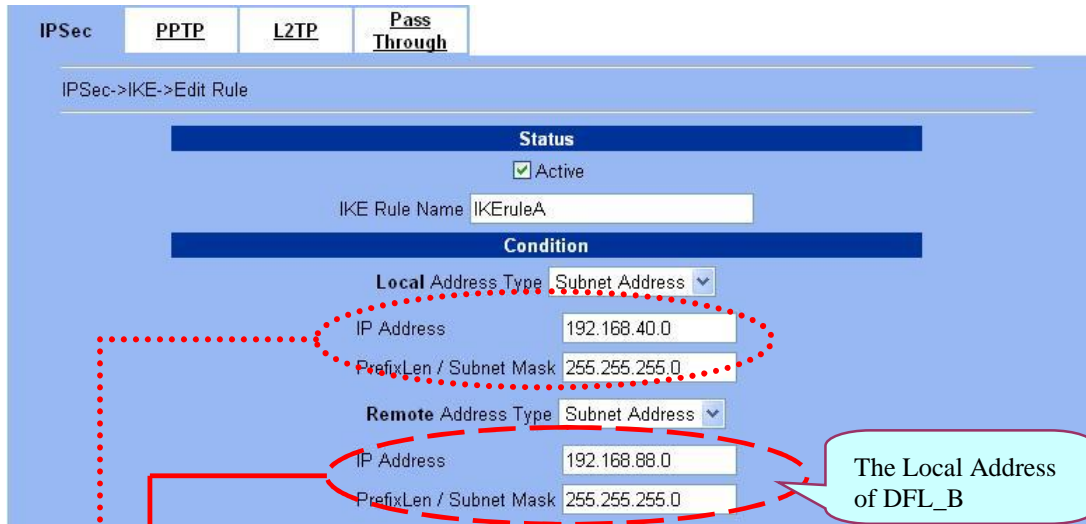 IPSec PPTP L2TP Pass Through
IPSec->IKE->Edit Rule
Status
Active
IKE Rule Name IKEruleA
Condition
Local Address Type Subnet Address
IP Address 192.168.40.0
PrefixLen / Subnet Mask 255.255.255.0
Remote Address Type Subnet Address
IP Address 192.168.88.0
PrefixLen / Subnet Mask 255.255.255.0
The Local Address
of DFL_B